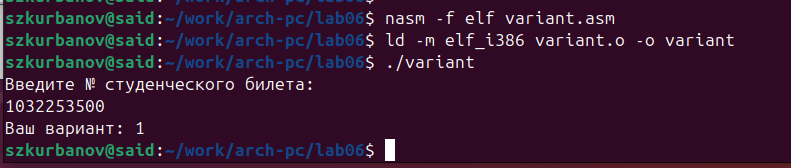 szkurbanov@said:~/work/arch-pc/lab06$ nasm -f elf variant.asm
szkurbanov@said:~/work/arch-pc/lab06$ ld -m elf_i386 variant.o -o variant
szkurbanov@said:~/work/arch-pc/lab06$ ./variant
Введите № студенческого билета:
1032253500
Ваш вариант: 1
szkurbanov@said:~/work/arch-pc/lab06$